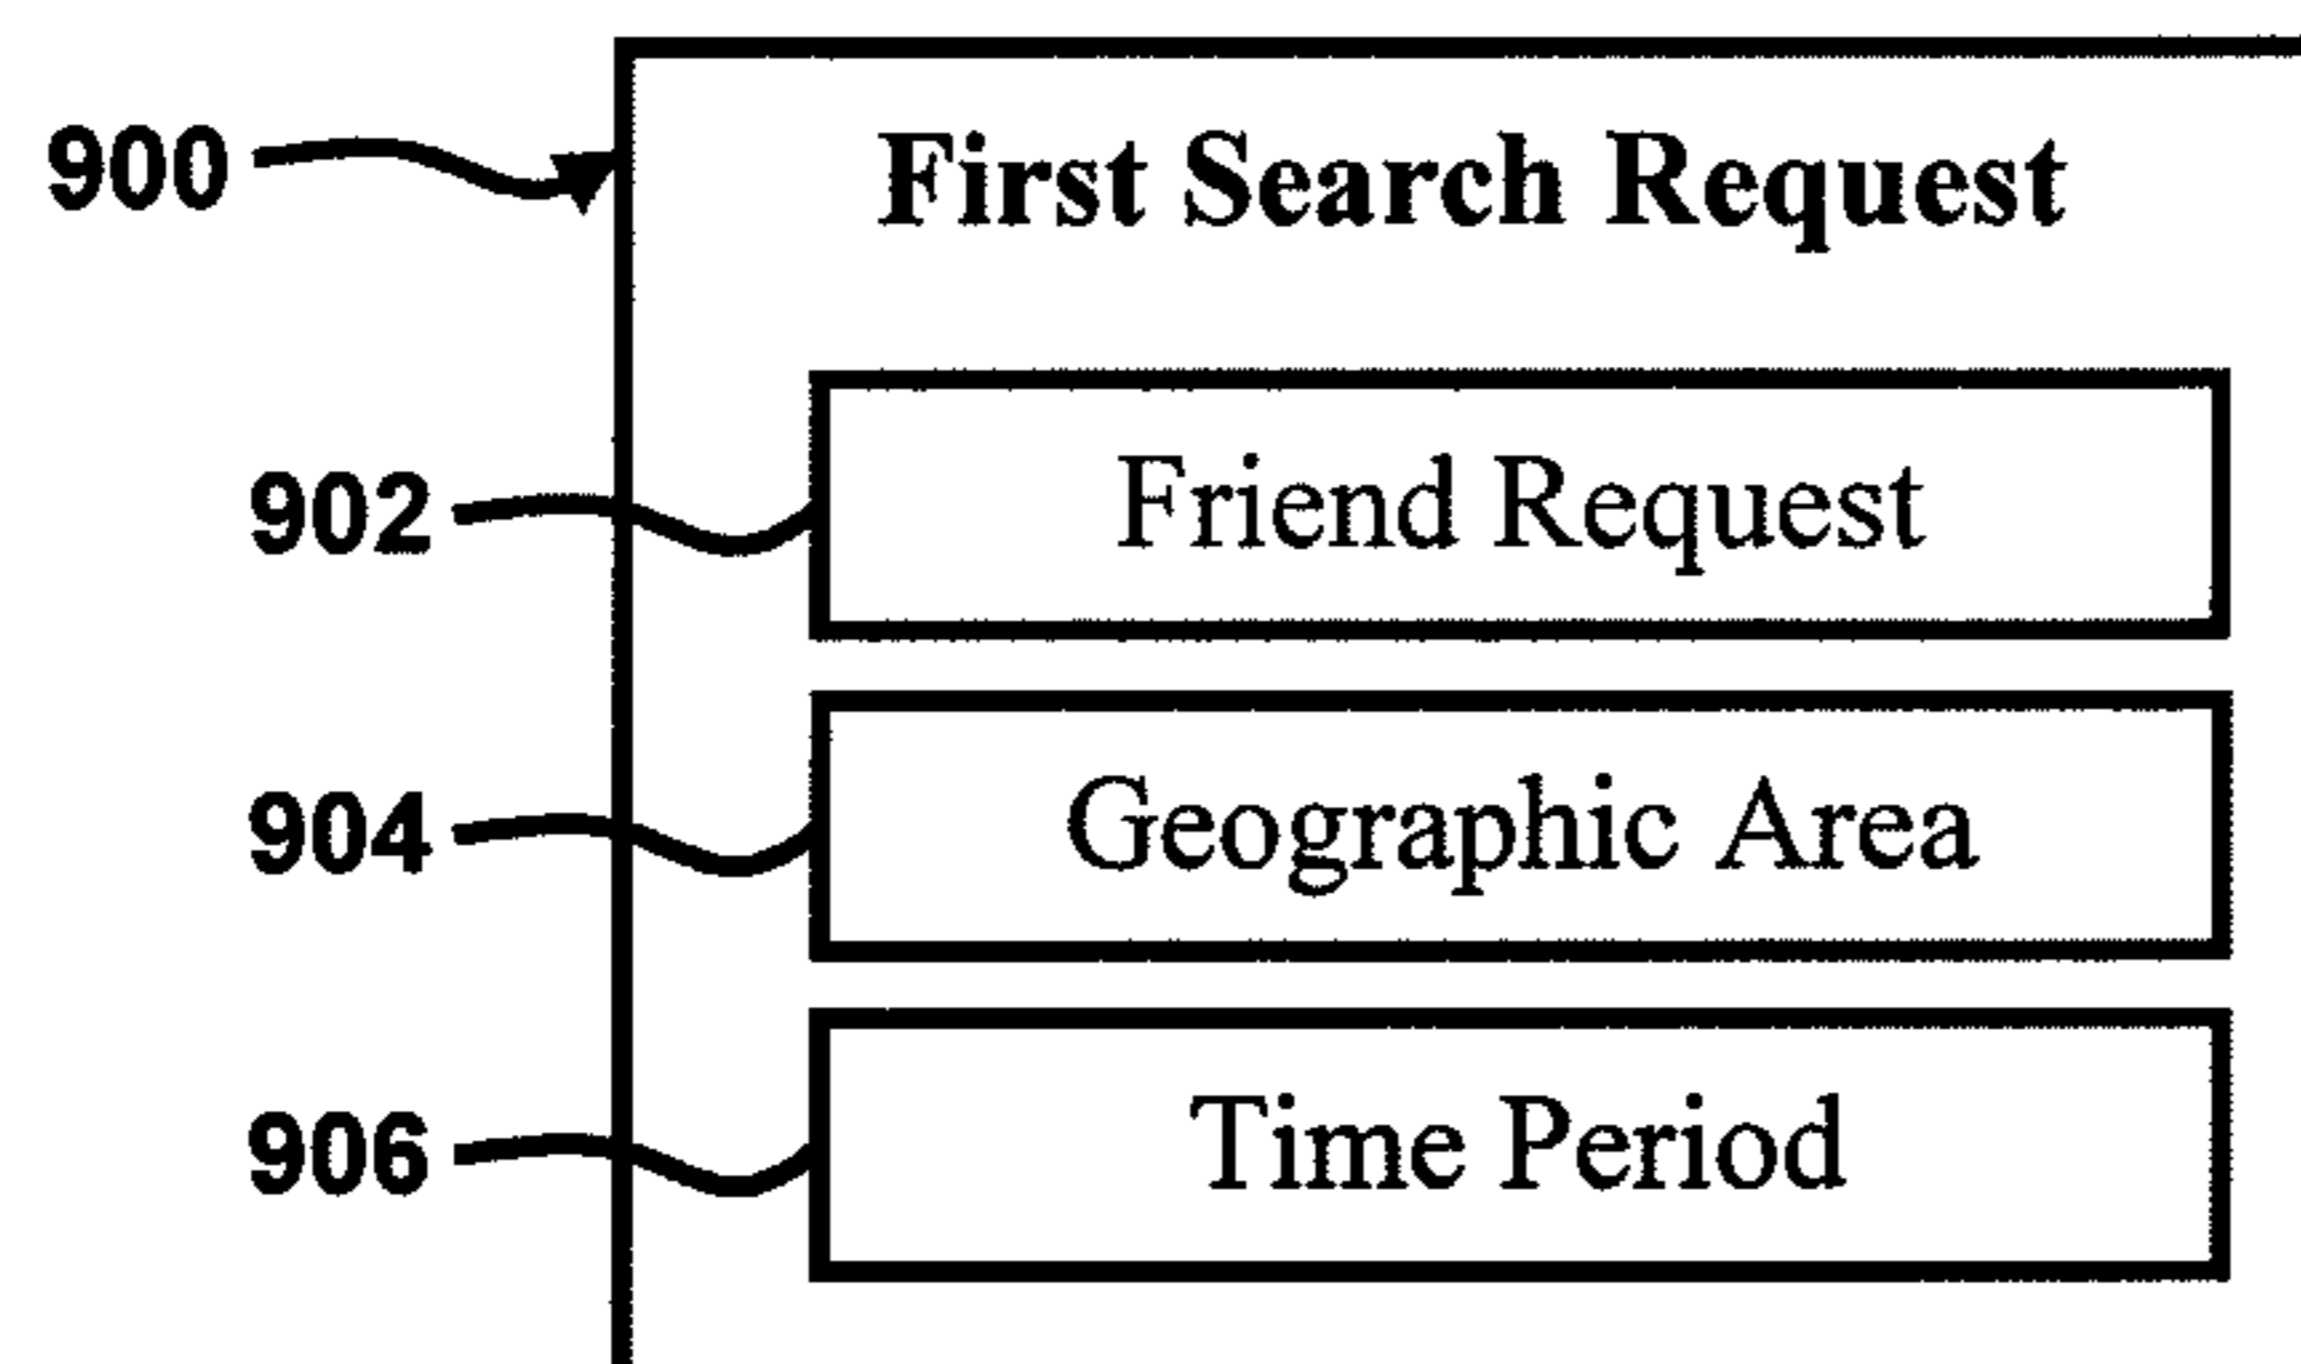 900 First Search Request
902 Friend Request
904 Geographic Area
906 Time Period